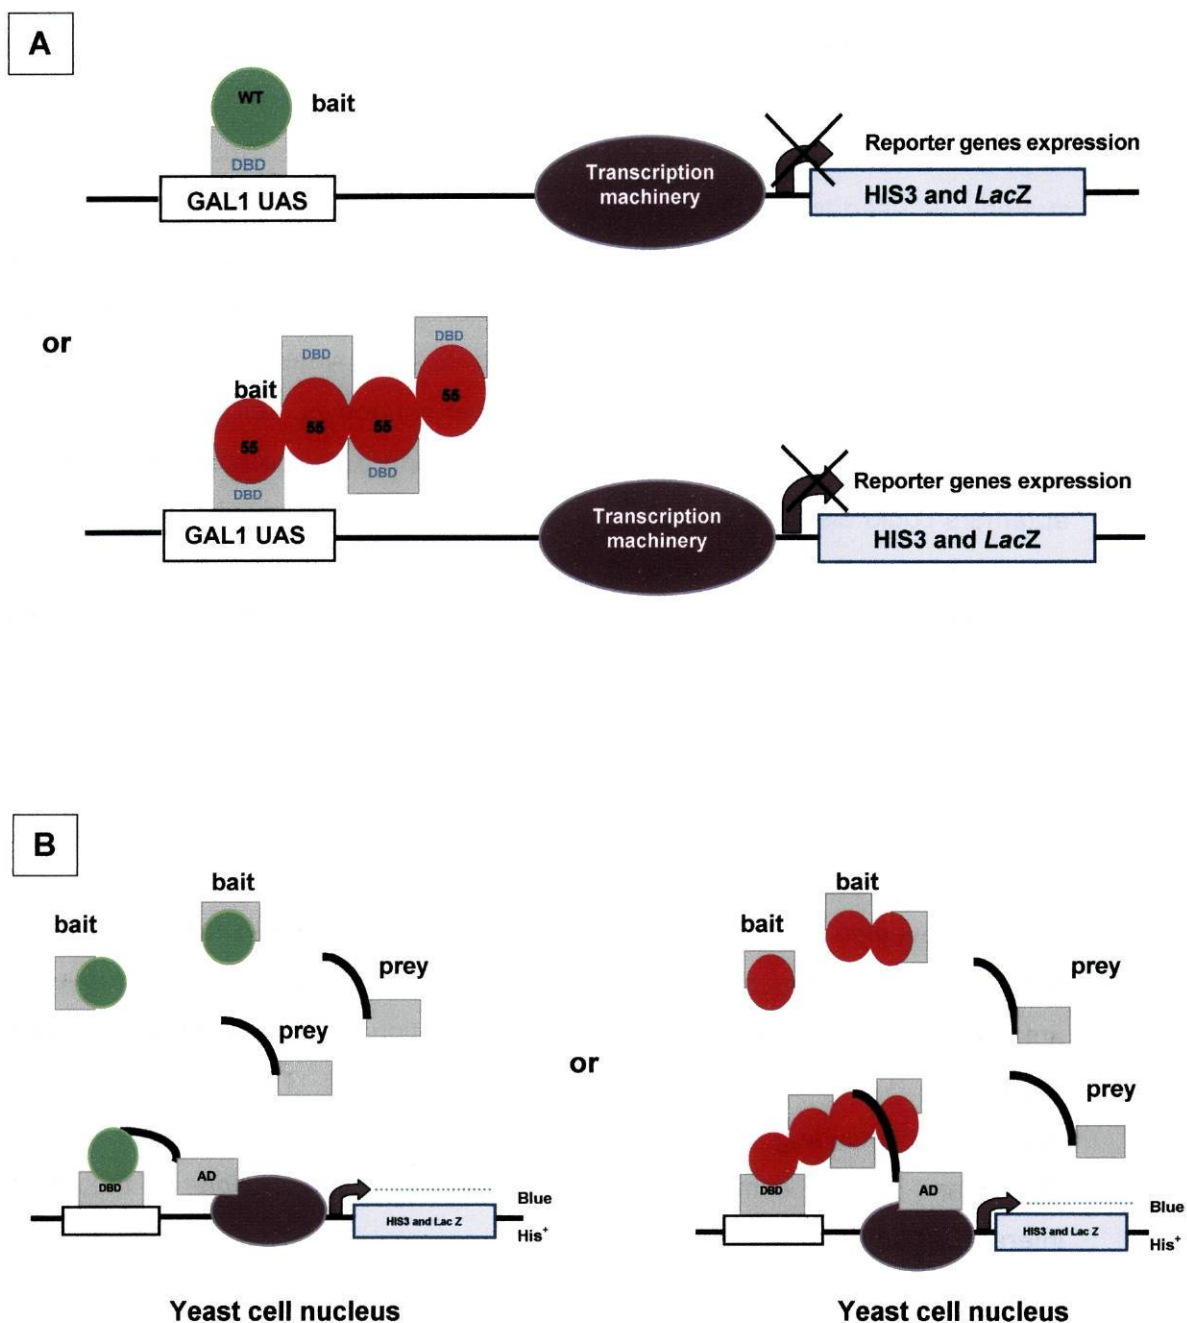 A
WT
bait
DBD
GAL1 UAS
Transcription
machinery
Reporter genes expression
HIS3 and LacZ
or
DBD
DBD
bait
55
55
55
55
DBD
DBD
GAL1 UAS
Transcription
machinery
Reporter genes expression
HIS3 and LacZ
B
bait
bait
prey
prey
DBD
AD
HIS3 and Lac Z
Blue
His+
Yeast cell nucleus
or
bait
bait
prey
prey
DBD
AD
HIS3 and Lac Z
Blue
His+
Yeast cell nucleus